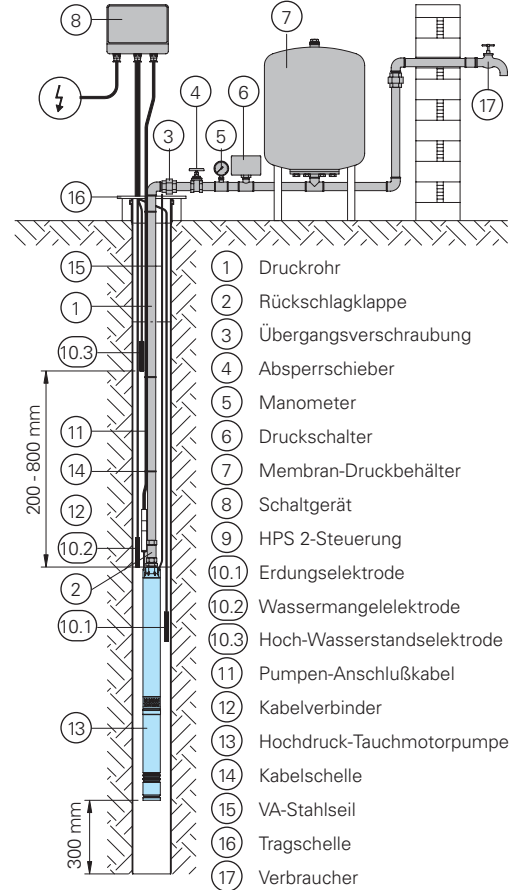 8
7
6
4
5
3
17
16
15
1
10.3
11
14
12
10.2
2
10.1
13
200 - 800 mm
300 mm
1 Druckrohr
2 Rückschlagklappe
3 Übergangsverschraubung
4 Absperrschieber
5 Manometer
6 Druckschalter
7 Membran-Druckbehälter
8 Schaltgerät
9 HPS 2-Steuerung
10.1 Erdungselektrode
10.2 Wassermangelelektrode
10.3 Hoch-Wasserstandselektrode
11 Pumpen-Anschlußkabel
12 Kabelverbinder
13 Hochdruck-Tauchmotorpumpe
14 Kabelschelle
15 VA-Stahlseil
16 Tragschelle
17 Verbraucher